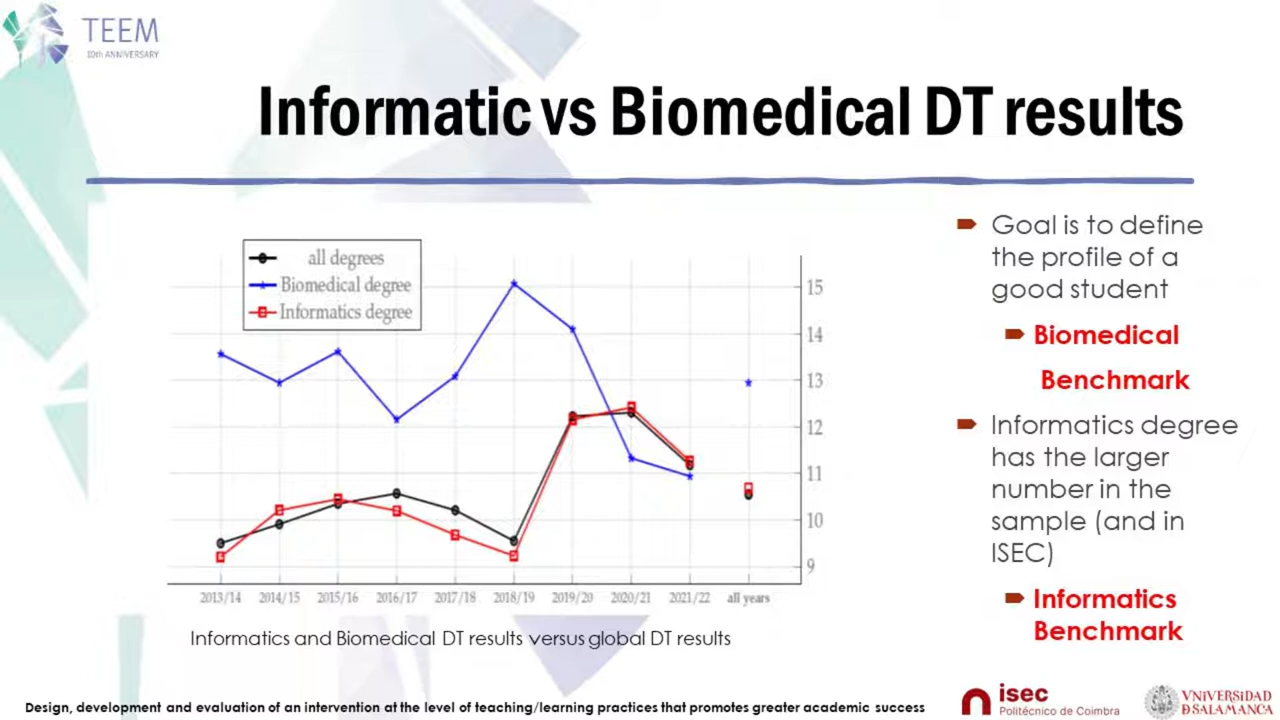 TEEM
10th ANNIVERSARY
Informatic vs Biomedical DT results
all degrees
Biomedical degree
Informatics degree
15
14
13
12
11
10
9
2013/14 2014/15 2015/16 2016/17 2017/18 2018/19 2019/20 2020/21 2021/22 all years
Informatics and Biomedical DT results versus global DT results
Goal is to define
the profile of a
good student
Biomedical
Benchmark
Informatics degree
has the larger
number in the
sample (and in
ISEC)
Informatics
Benchmark
Design, development and evaluation of an intervention at the level of teaching/learning practices that promotes greater academic success
isec
Politécnico de Coimbra
VNiVERSiDAD
D SALAMANCA